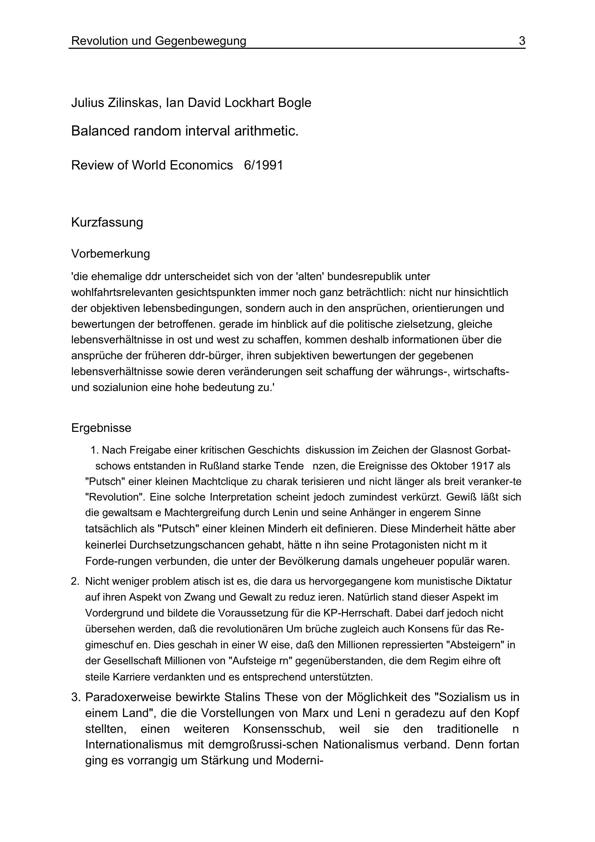 Revolution und Gegenbewegung 3
Julius Zilinskas, Ian David Lockhart Bogle
Balanced random interval arithmetic.
Review of World Economics 6/1991
Kurzfassung
Vorbemerkung
'die ehemalige ddr unterscheidet sich von der 'alten' bundesrepublik unter
wohlfahrtsrelevanten gesichtspunkten immer noch ganz beträchtlich: nicht nur hinsichtlich
der objektiven lebensbedingungen, sondern auch in den ansprüchen, orientierungen und
bewertungen der betroffenen. gerade im hinblick auf die politische zielsetzung, gleiche
lebensverhältnisse in ost und west zu schaffen, kommen deshalb informationen über die
ansprüche der früheren ddr-bürger, ihren subjektiven bewertungen der gegebenen
lebensverhältnisse sowie deren veränderungen seit schaffung der währungs-, wirtschafts-
und sozialunion eine hohe bedeutung zu.'
Ergebnisse
1. Nach Freigabe einer kritischen Geschichts diskussion im Zeichen der Glasnost Gorbat-
schows entstanden in Rußland starke Tende nzen, die Ereignisse des Oktober 1917 als
"Putsch" einer kleinen Machtclique zu charak terisieren und nicht länger als breit veranker-te
"Revolution". Eine solche Interpretation scheint jedoch zumindest verkürzt. Gewiß läßt sich
die gewaltsam e Machtergreifung durch Lenin und seine Anhänger in engerem Sinne
tatsächlich als "Putsch" einer kleinen Minderh eit definieren. Diese Minderheit hätte aber
keinerlei Durchsetzungschancen gehabt, hätte n ihn seine Protagonisten nicht m it
Forde-rungen verbunden, die unter der Bevölkerung damals ungeheuer populär waren.
2. Nicht weniger problem atisch ist es, die dara us hervorgegangene kom munistische Diktatur
auf ihren Aspekt von Zwang und Gewalt zu reduz ieren. Natürlich stand dieser Aspekt im
Vordergrund und bildete die Voraussetzung für die KP-Herrschaft. Dabei darf jedoch nicht
übersehen werden, daß die revolutionären Um brüche zugleich auch Konsens für das Re-
gimeschuf en. Dies geschah in einer W eise, daß den Millionen repressierten "Absteigern" in
der Gesellschaft Millionen von "Aufsteige rn" gegenüberstanden, die dem Regim eihre oft
steile Karriere verdankten und es entsprechend unterstützten.
3. Paradoxerweise bewirkte Stalins These von der Möglichkeit des "Sozialism us in
einem Land", die die Vorstellungen von Marx und Leni n geradezu auf den Kopf
stellten, einen weiteren Konsensschub, weil sie den traditionelle n
Internationalismus mit demgroßrussi-schen Nationalismus verband. Denn fortan
ging es vorrangig um Stärkung und Moderni-